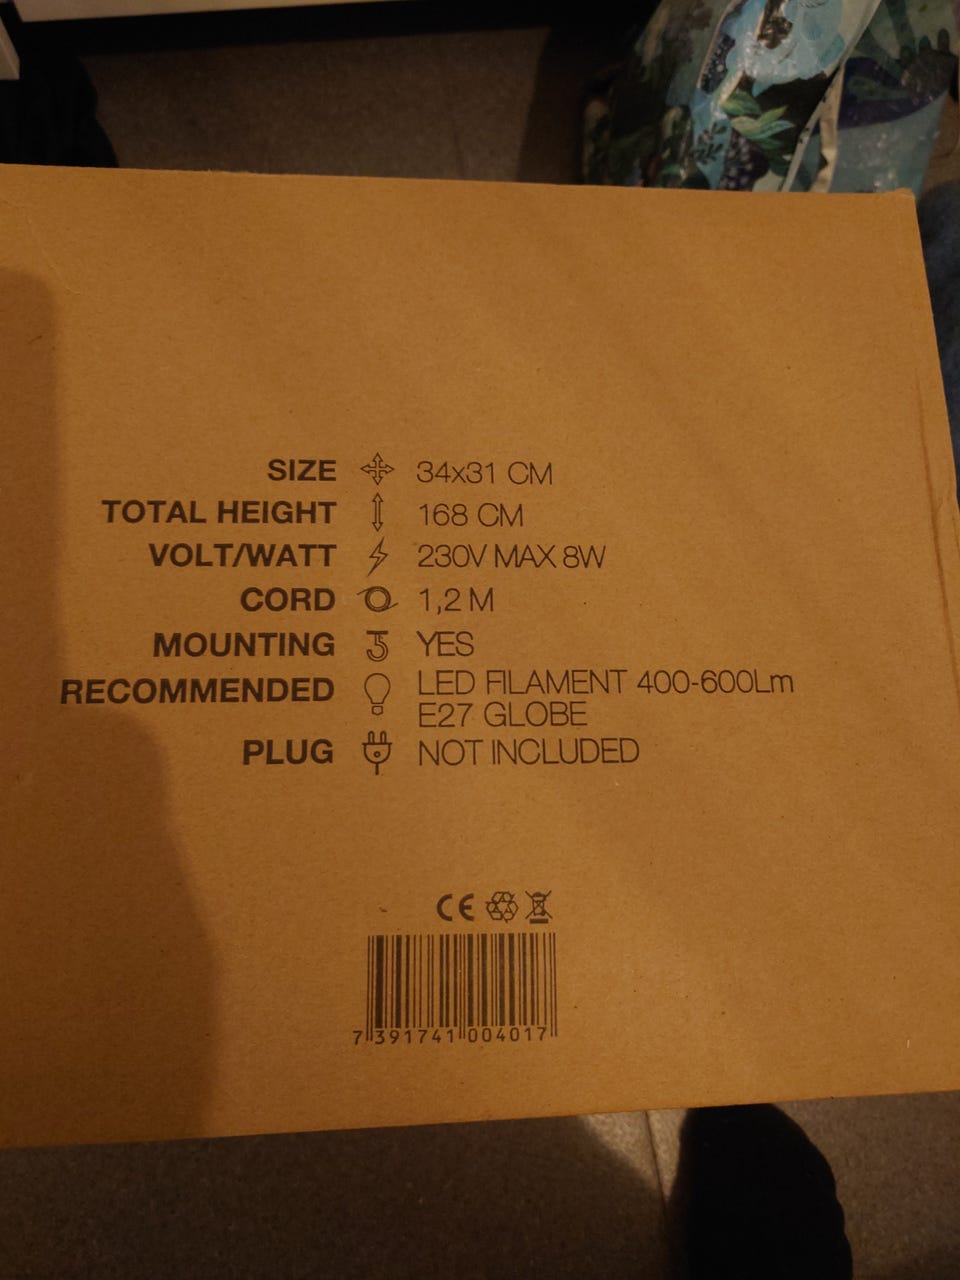 SIZE 34x31 CM
TOTAL HEIGHT 168 CM
VOLT/WATT 230V MAX 8W
CORD 1,2 M
MOUNTING YES
RECOMMENDED LED FILAMENT 400-600Lm
E27 GLOBE
PLUG NOT INCLUDED
CE
7 391741 004017